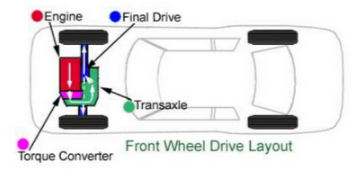 Engine
Final Drive
Transaxle
Torque Converter
Front Wheel Drive Layout